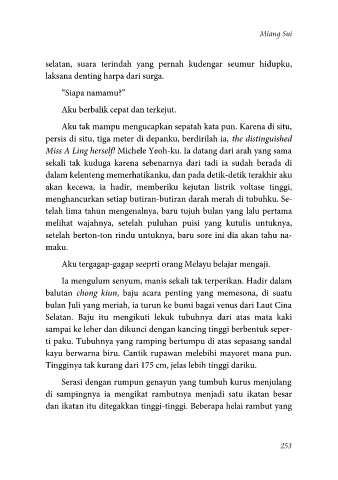 Miang Sui
selatan, suara terindah yang pernah kudengar seumur hidupku,
laksana denting harpa dari surga.
"Siapa namamu?"
Aku berbalik cepat dan terkejut.
Aku tak mampu mengucapkan sepatah kata pun. Karena di situ,
persis di situ, tiga meter di depanku, berdirilah ia, the distinguished
Miss A Ling herself! Michele Yeoh-ku. Ia datang dari arah yang sama
sekali tak kuduga karena sebenarnya dari tadi ia sudah berada di
dalam kelenteng memerhatikanku, dan pada detik-detik terakhir aku
akan kecewa, ia hadir, memberiku kejutan listrik voltase tinggi,
menghancurkan setiap butiran-butiran darah merah di tubuhku. Se-
telah lima tahun mengenalnya, baru tujuh bulan yang lalu pertama
melihat wajahnya, setelah puluhan puisi yang kutulis untuknya,
setelah berton-ton rindu untuknya, baru sore ini dia akan tahu na-
maku.
Aku tergagap-gagap seeprti orang Melayu belajar mengaji.
Ia mengulum senyum, manis sekali tak terperikan. Hadir dalam
balutan chong kiun, baju acara penting yang memesona, di suatu
bulan Juli yang meriah, ia turun ke bumi bagai venus dari Laut Cina
Selatan. Baju itu mengikuti lekuk tubuhnya dari atas mata kaki
sampai ke leher dan dikunci dengan kancing tinggi berbentuk seper-
ti paku. Tubuhnya yang ramping bertumpu di atas sepasang sandal
kayu berwarna biru. Cantik rupawan melebihi mayoret mana pun.
Tingginya tak kurang dari 175 cm, jelas lebih tinggi dariku.
Serasi dengan rumpun genayun yang tumbuh kurus menjulang
di sampingnya ia mengikat rambutnya menjadi satu ikatan besar
dan ikatan itu ditegakkan tinggi-tinggi. Beberapa helai rambut yang
253